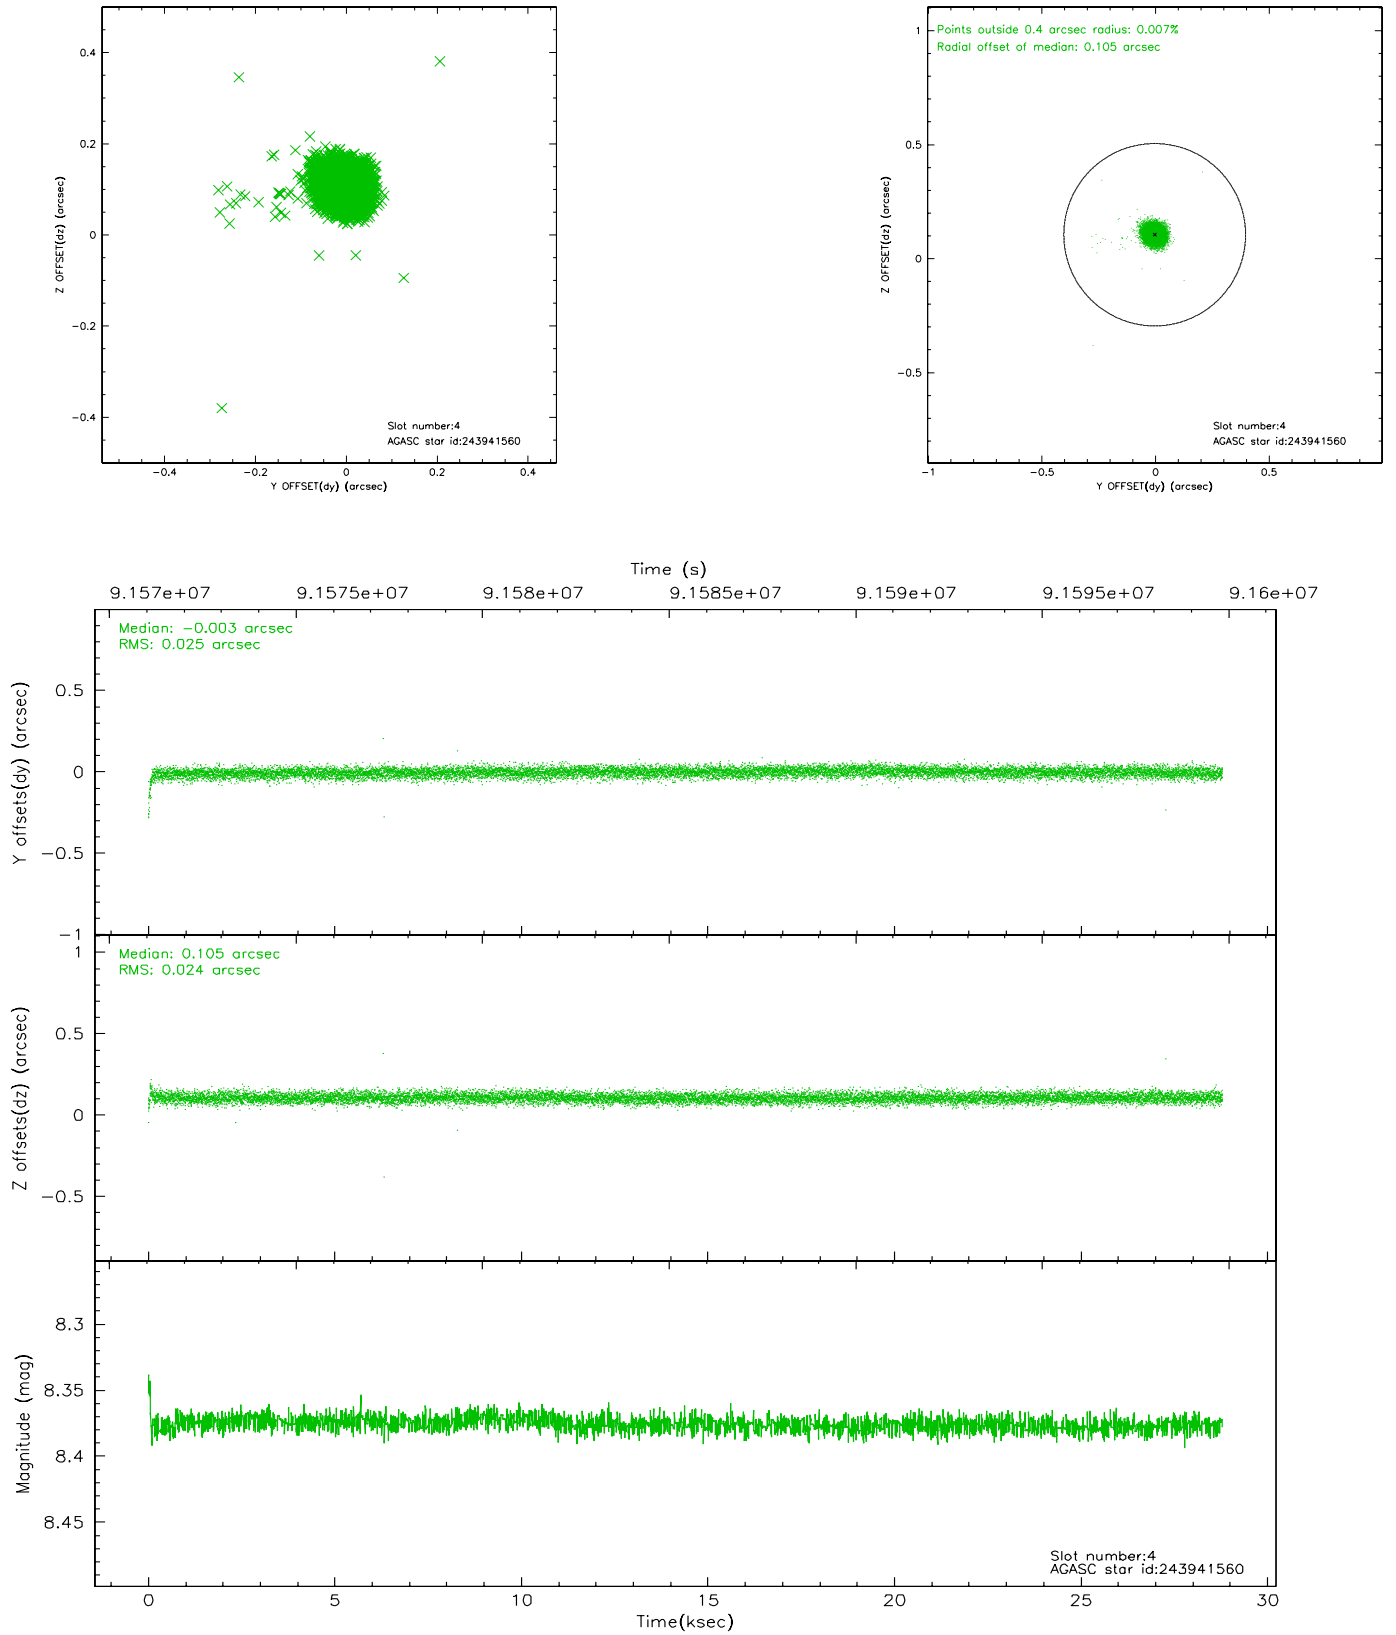 0.4
0.2
0
-0.2
-0.4
Z OFFSET(dz) (arcsec)
Slot number:4
AGASC star id:243941560
-0.4 -0.2 0 0.2 0.4
Y OFFSET(dy) (arcsec)
Points outside 0.4 arcsec radius: 0.007%
Radial offset of median: 0.105 arcsec
1
0.5
0
-0.5
Z OFFSET(dz) (arcsec)
Slot number:4
AGASC star id:243941560
-1 -0.5 0 0.5
Y OFFSET(dy) (arcsec)
Time (s)
9.157e+07 9.1575e+07 9.158e+07 9.1585e+07 9.159e+07 9.1595e+07 9.16e+07
Median: -0.003 arcsec
RMS: 0.025 arcsec
0.5
0
-0.5
-1
Y offsets(dy) (arcsec)
Median: 0.105 arcsec
RMS: 0.024 arcsec
1
0.5
0
-0.5
Z offsets(dz) (arcsec)
8.3
8.35
8.4
8.45
Magnitude (mag)
Slot number:4
AGASC star id:243941560
0 5 10 15 20 25 30
Time(ksec)